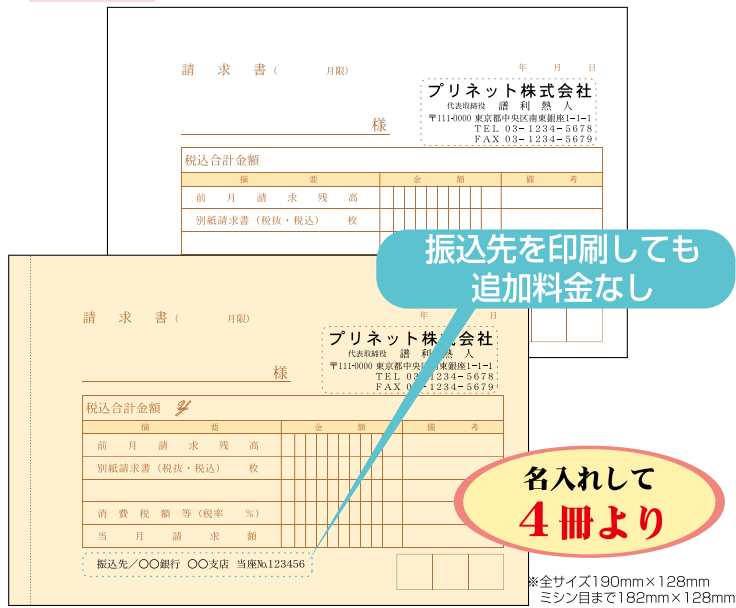 請 求 書（ 月限）
年 月 日
プリネット株式会社
代表取締役 譜 利 熱 人
〒111-0000 東京都中央区南東銀座1-1-1
TEL 03-1234-5678
FAX 03-1234-5679
様
税込合計金額
摘 要 金 額 備 考
前 月 請 求 残 高
別紙請求書（税抜・税込） 枚
振込先を印刷しても
追加料金なし
請 求 書（ 月限）
年 日
プリネット株式会社
代表取締役 譜 利 熱 人
〒111-0000 東京都中央区南東銀座1-1-1
TEL 03-1234-5678
FAX 03-1234-5679
様
税込合計金額 ¥
摘 要 金 額 備 考
前 月 請 求 残 高
別紙請求書（税抜・税込） 枚
消 費 税 額 等（税率 %）
当 月 請 求 額
振込先／〇〇銀行 〇〇支店 当座№123456
名入れして
4冊より
※全サイズ190mm×128mm
ミシン目まで182mm×128mm